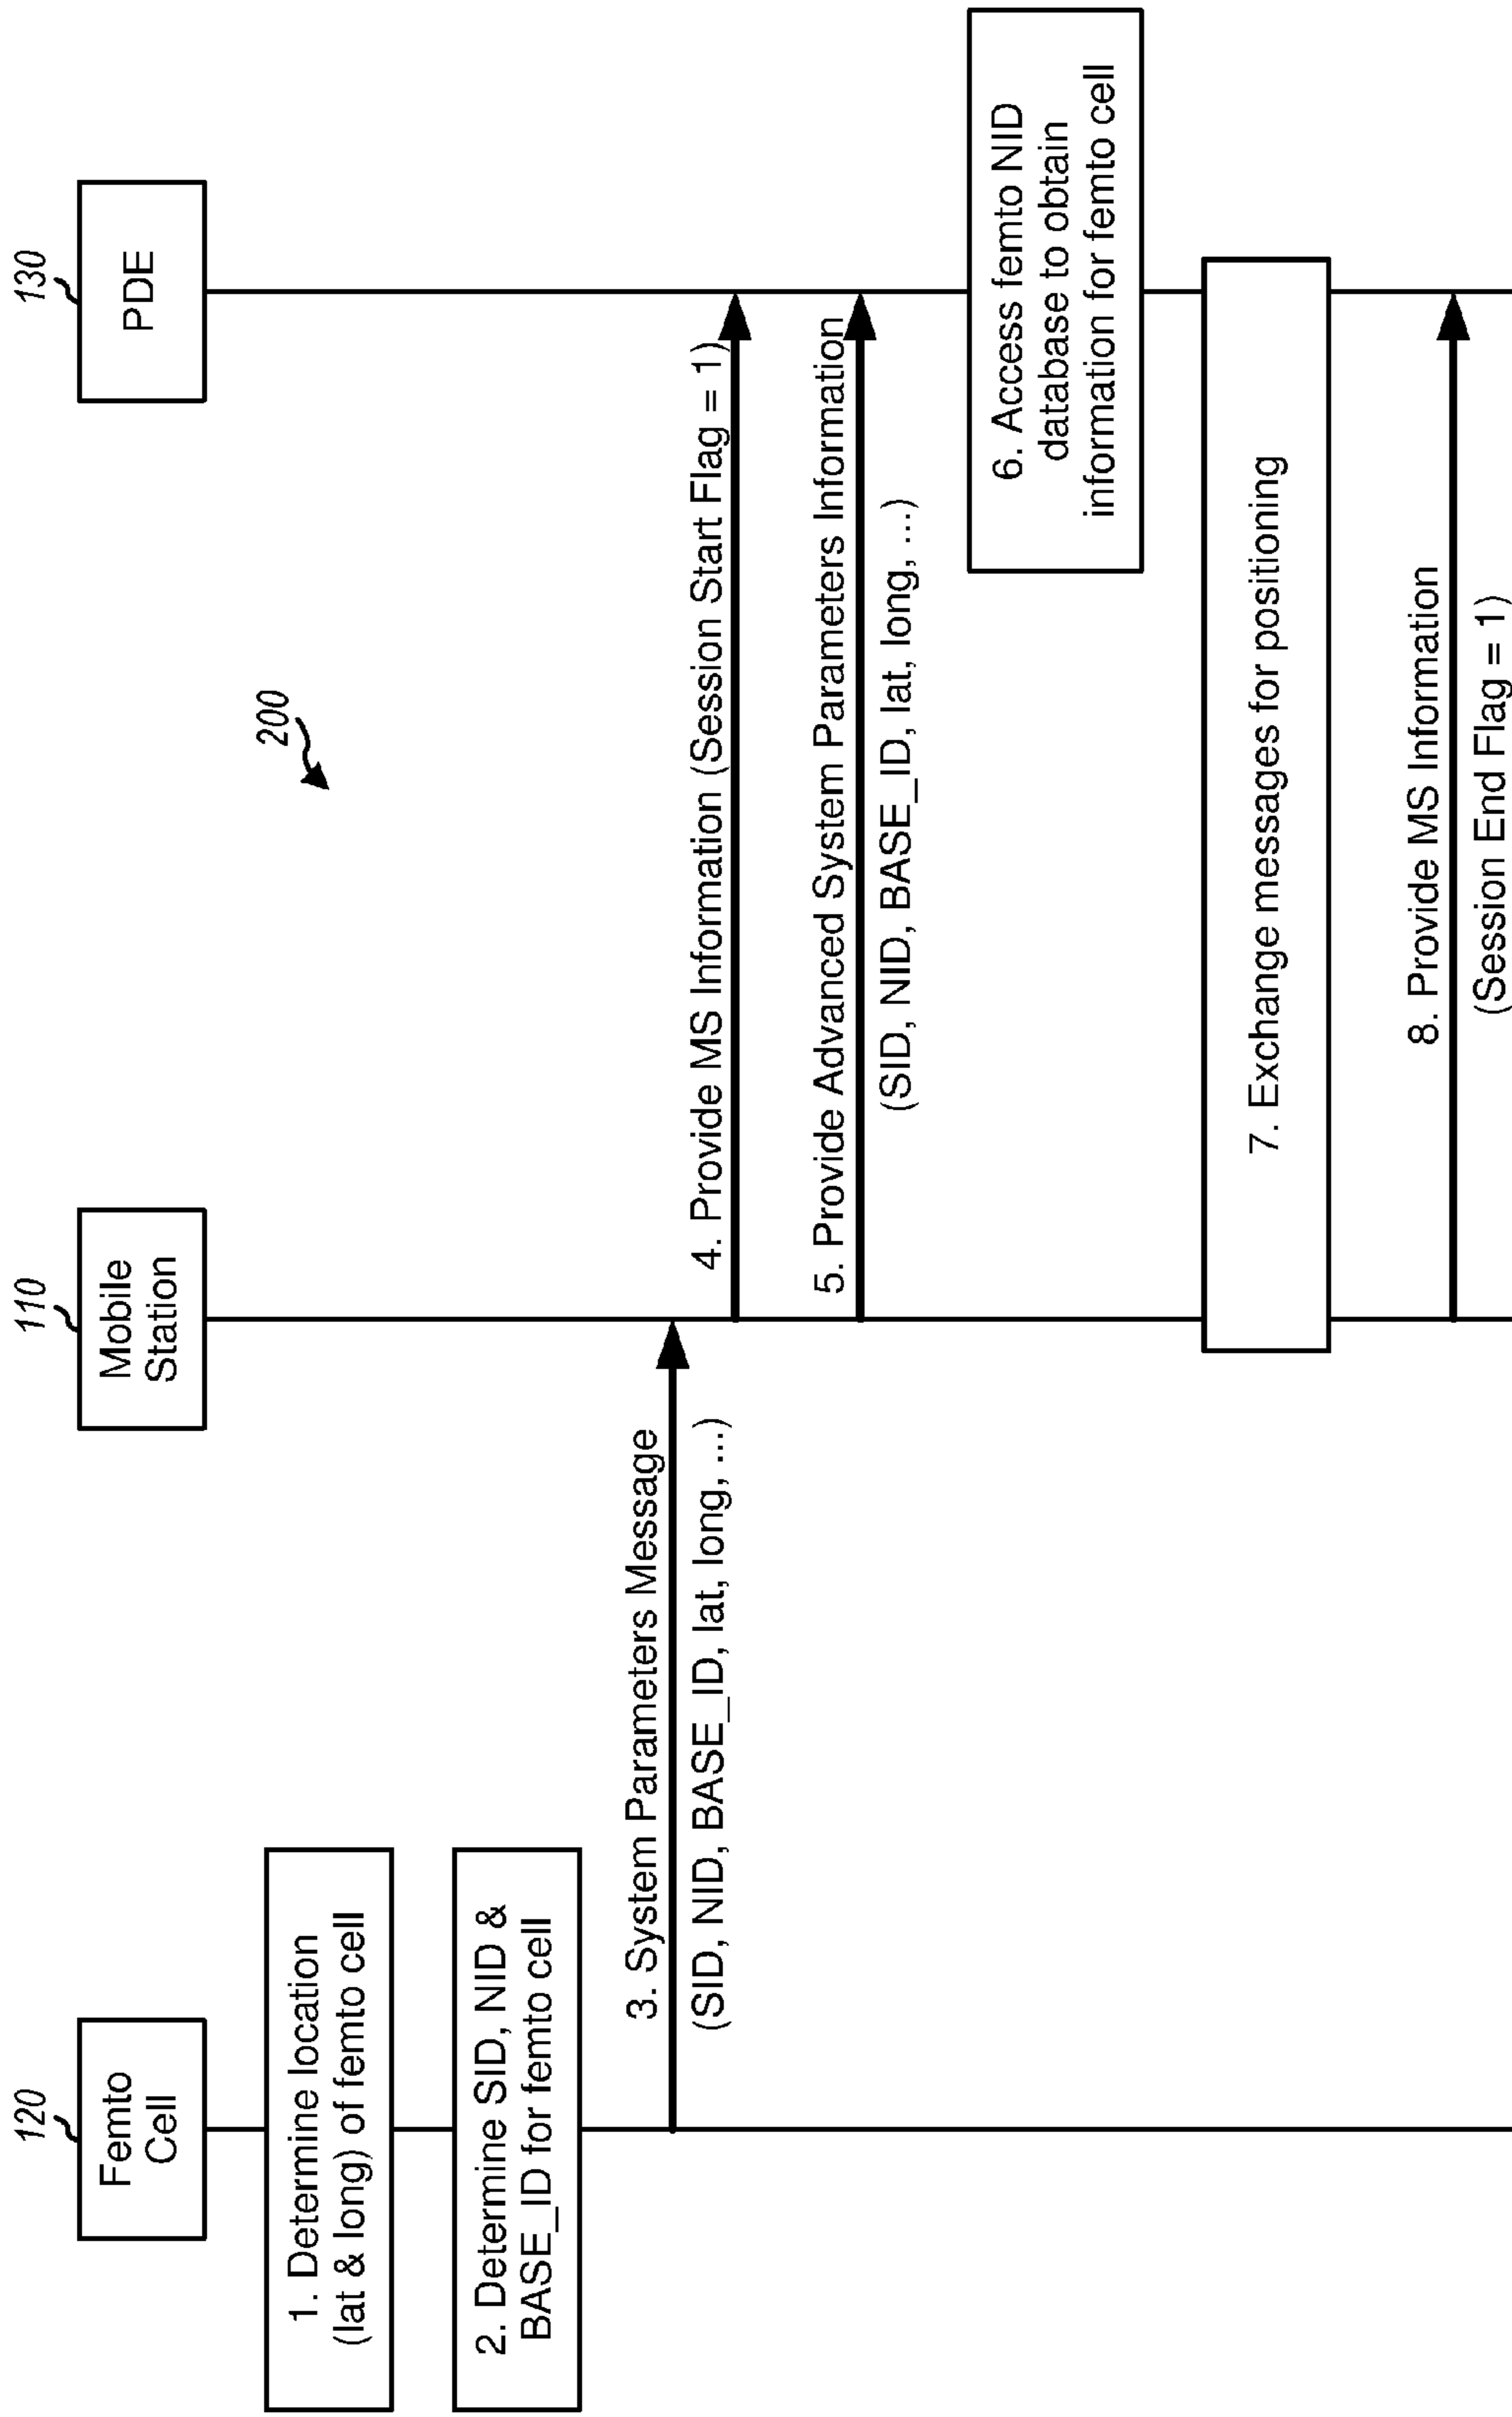 120
Femto
Cell
110
Mobile
Station
130
PDE
200
1. Determine location
(lat & long) of femto cell
2. Determine SID, NID &
BASE_ID for femto cell
3. System Parameters Message
(SID, NID, BASE_ID, lat, long, ...)
4. Provide MS Information (Session Start Flag = 1)
5. Provide Advanced System Parameters Information
(SID, NID, BASE_ID, lat, long, ...)
6. Access femto NID
database to obtain
information for femto cell
7. Exchange messages for positioning
8. Provide MS Information
(Session End Flag = 1)